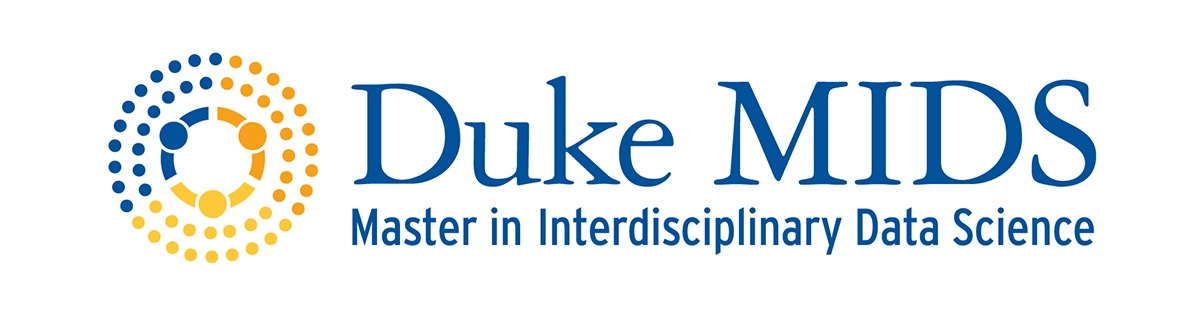 Duke MIDS
Master in Interdisciplinary Data Science